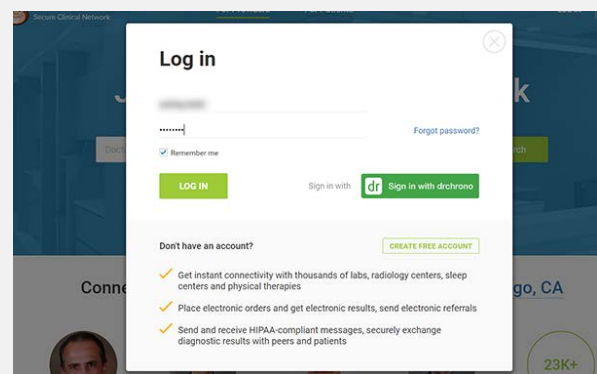 Secure Clinical Network
Log in
••••••••
Forgot password?
Remember me
LOG IN
Sign in with
dr Sign in with drchrono
Don't have an account?
CREATE FREE ACCOUNT
Get instant connectivity with thousands of labs, radiology centers, sleep
centers and physical therapies
Place electronic orders and get electronic results, send electronic referrals
Send and receive HIPAA-compliant messages, securely exchange
diagnostic results with peers and patients
J
k
Conne
go, CA
23K+